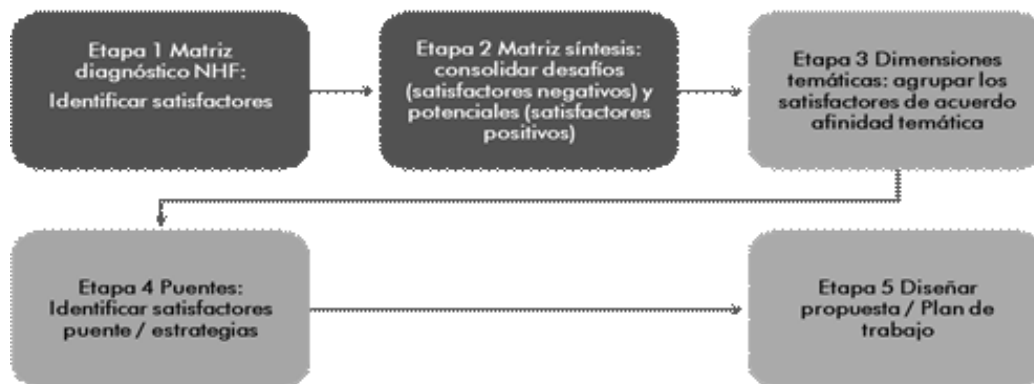 Etapa 1 Matriz
diagnóstico NHF:
Identificar satisfactores
Etapa 2 Matriz síntesis:
consolidar desafíos
(satisfactores negativos) y
potenciales (satisfactores
positivos)
Etapa 3 Dimensiones
temáticas: agrupar los
satisfactores de acuerdo
afinidad temática
Etapa 4 Puentes:
Identificar satisfactores
puente / estrategias
Etapa 5 Diseñar
propuesta / Plan de
trabajo